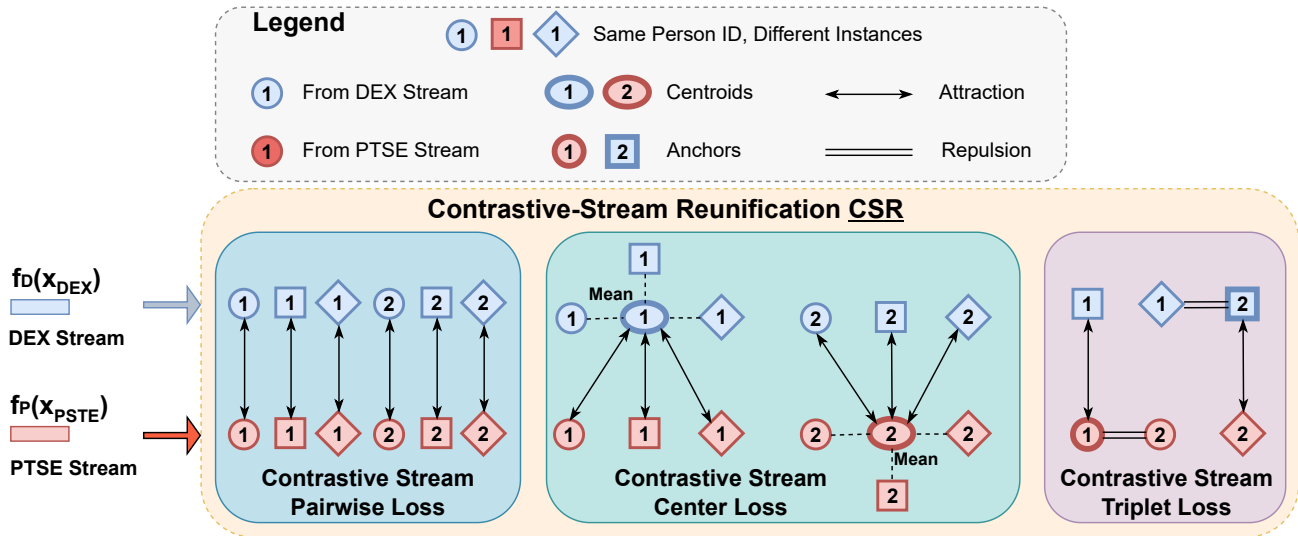 Legend
1 1 1 Same Person ID, Different Instances
1 From DEX Stream 1 2 Centroids Attraction
1 From PTSE Stream 1 2 Anchors Repulsion
Contrastive-Stream Reunification CSR
fD(xDEX)
DEX Stream
fP(xPSTE)
PTSE Stream
1 1 1 2 2 2
1 1 1 2 2 2
Contrastive Stream
Pairwise Loss
1
Mean
1 1 1
2 2 2
1 1 1
2 2 2
Mean
2
Contrastive Stream
Center Loss
1 1 2
1 2 2
Contrastive Stream
Triplet Loss